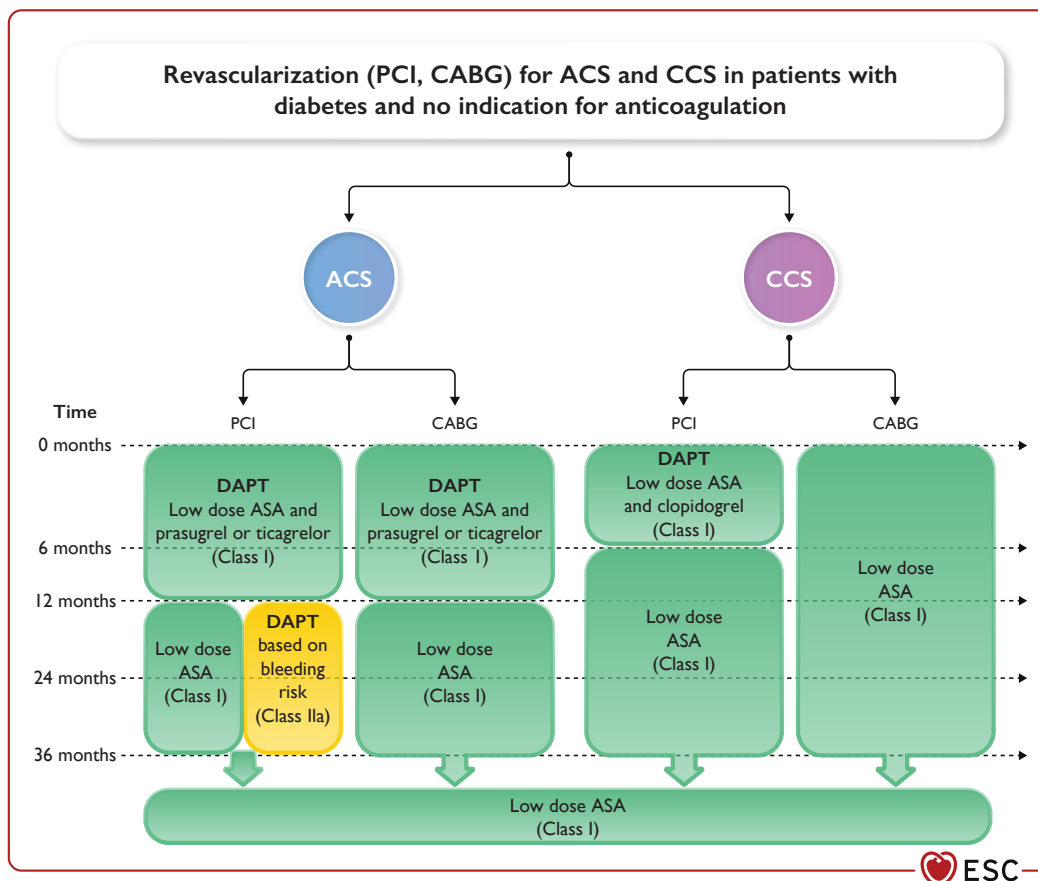 Revascularization (PCI, CABG) for ACS and CCS in patients with
diabetes and no indication for anticoagulation
ACS
CCS
Time
PCI
CABG
PCI
CABG
0 months
DAPT
Low dose ASA and
prasugrel or ticagrelor
(Class I)
DAPT
Low dose ASA and
prasugrel or ticagrelor
(Class 1)
DAPT
Low dose ASA
and clopidogrel
(Class I)
6 months
Low dose
ASA
(Class I)
12 months
Low dose
ASA
(Class I)
DAPT
based on
bleeding
risk
(Class IIa)
Low dose
ASA
(Class I)
Low dose
ASA
(Class I)
24 months
36 months
Low dose ASA
(Class I)
ESC